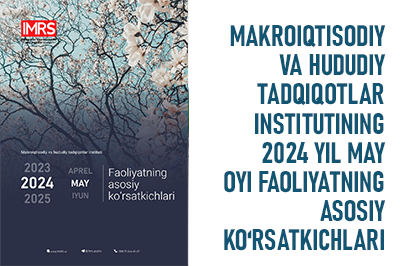 IMRS
Makroiqtisodiy va hududiy tadqiqotlar instituti
2023
2024
2025
APREL
MAY
IYUN
Faoliyatning
asosiy
ko'rsatkichlari
MAKROIQTISODIY
VA HUDUDIY
TADQIQOTLAR
INSTITUTINING
2024 YIL MAY
OYI FAOLIYATNING
ASOSIY
KO‘RSATKICHLARI